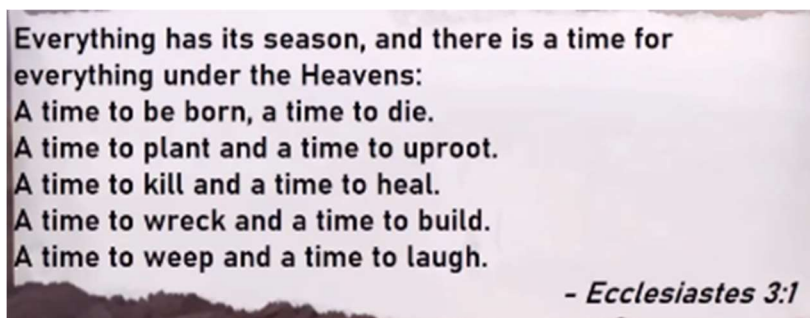 Everything has its season, and there is a time for
everything under the Heavens:
A time to be born, a time to die.
A time to plant and a time to uproot.
A time to kill and a time to heal.
A time to wreck and a time to build.
A time to weep and a time to laugh.
- Ecclesiastes 3:1